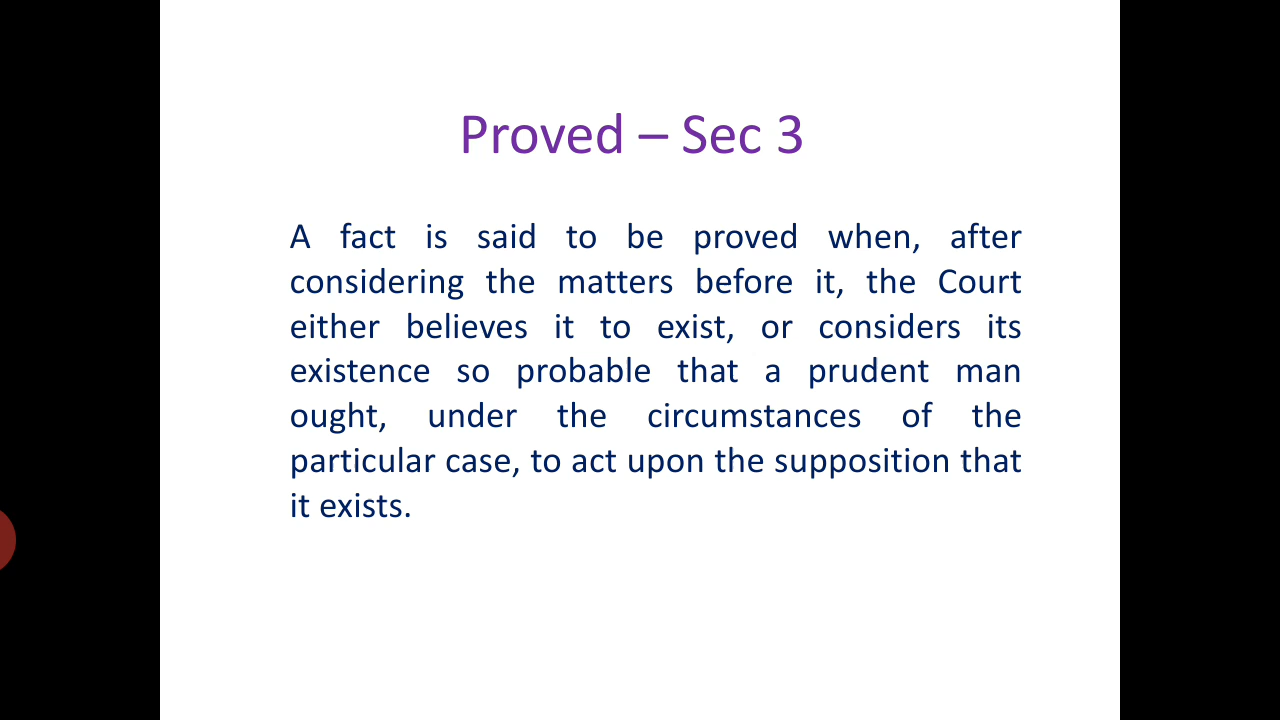 Proved – Sec 3
A fact is said to be proved when, after
considering the matters before it, the Court
either believes it to exist, or considers its
existence so probable that a prudent man
ought, under the circumstances of the
particular case, to act upon the supposition that
it exists.